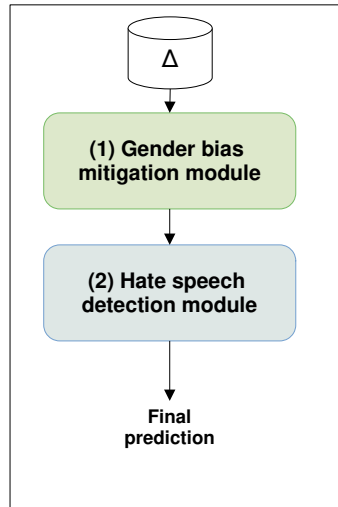 Δ
(1) Gender bias
mitigation module
(2) Hate speech
detection module
Final
prediction